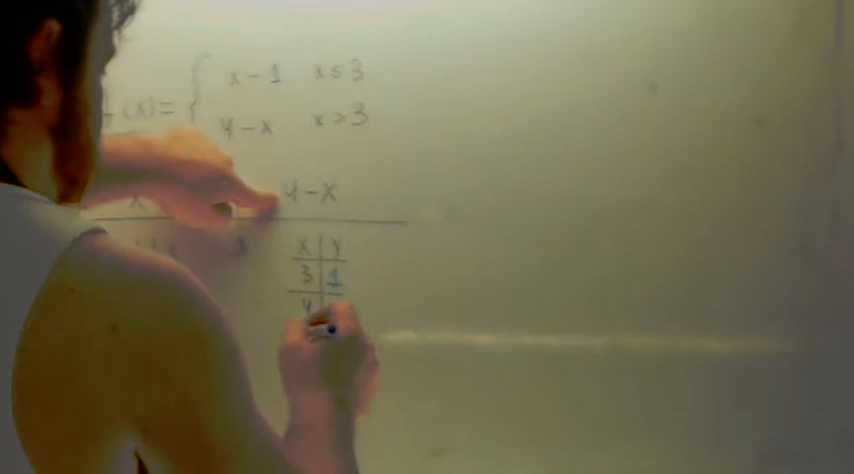 f(x)= { x-1 x≤3
4-x x>3
x 4-x
x x y
3 1
4